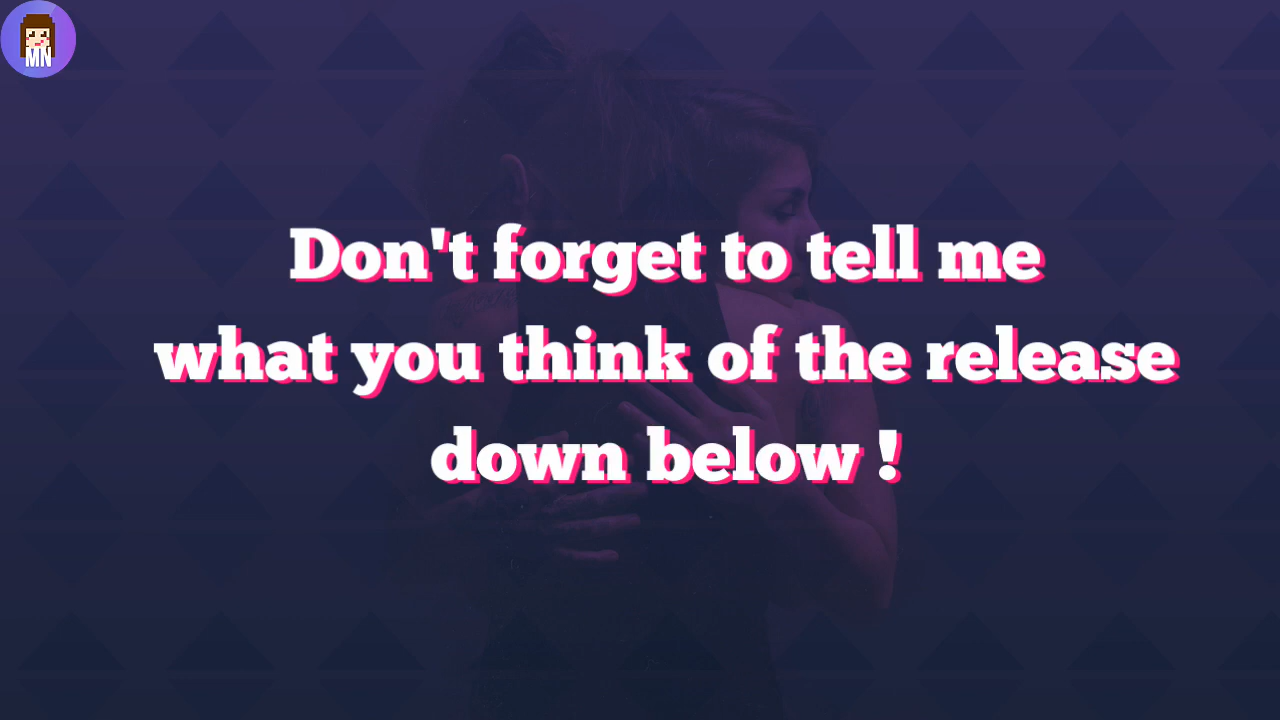 MN
Don't forget to tell me
what you think of the release
down below !